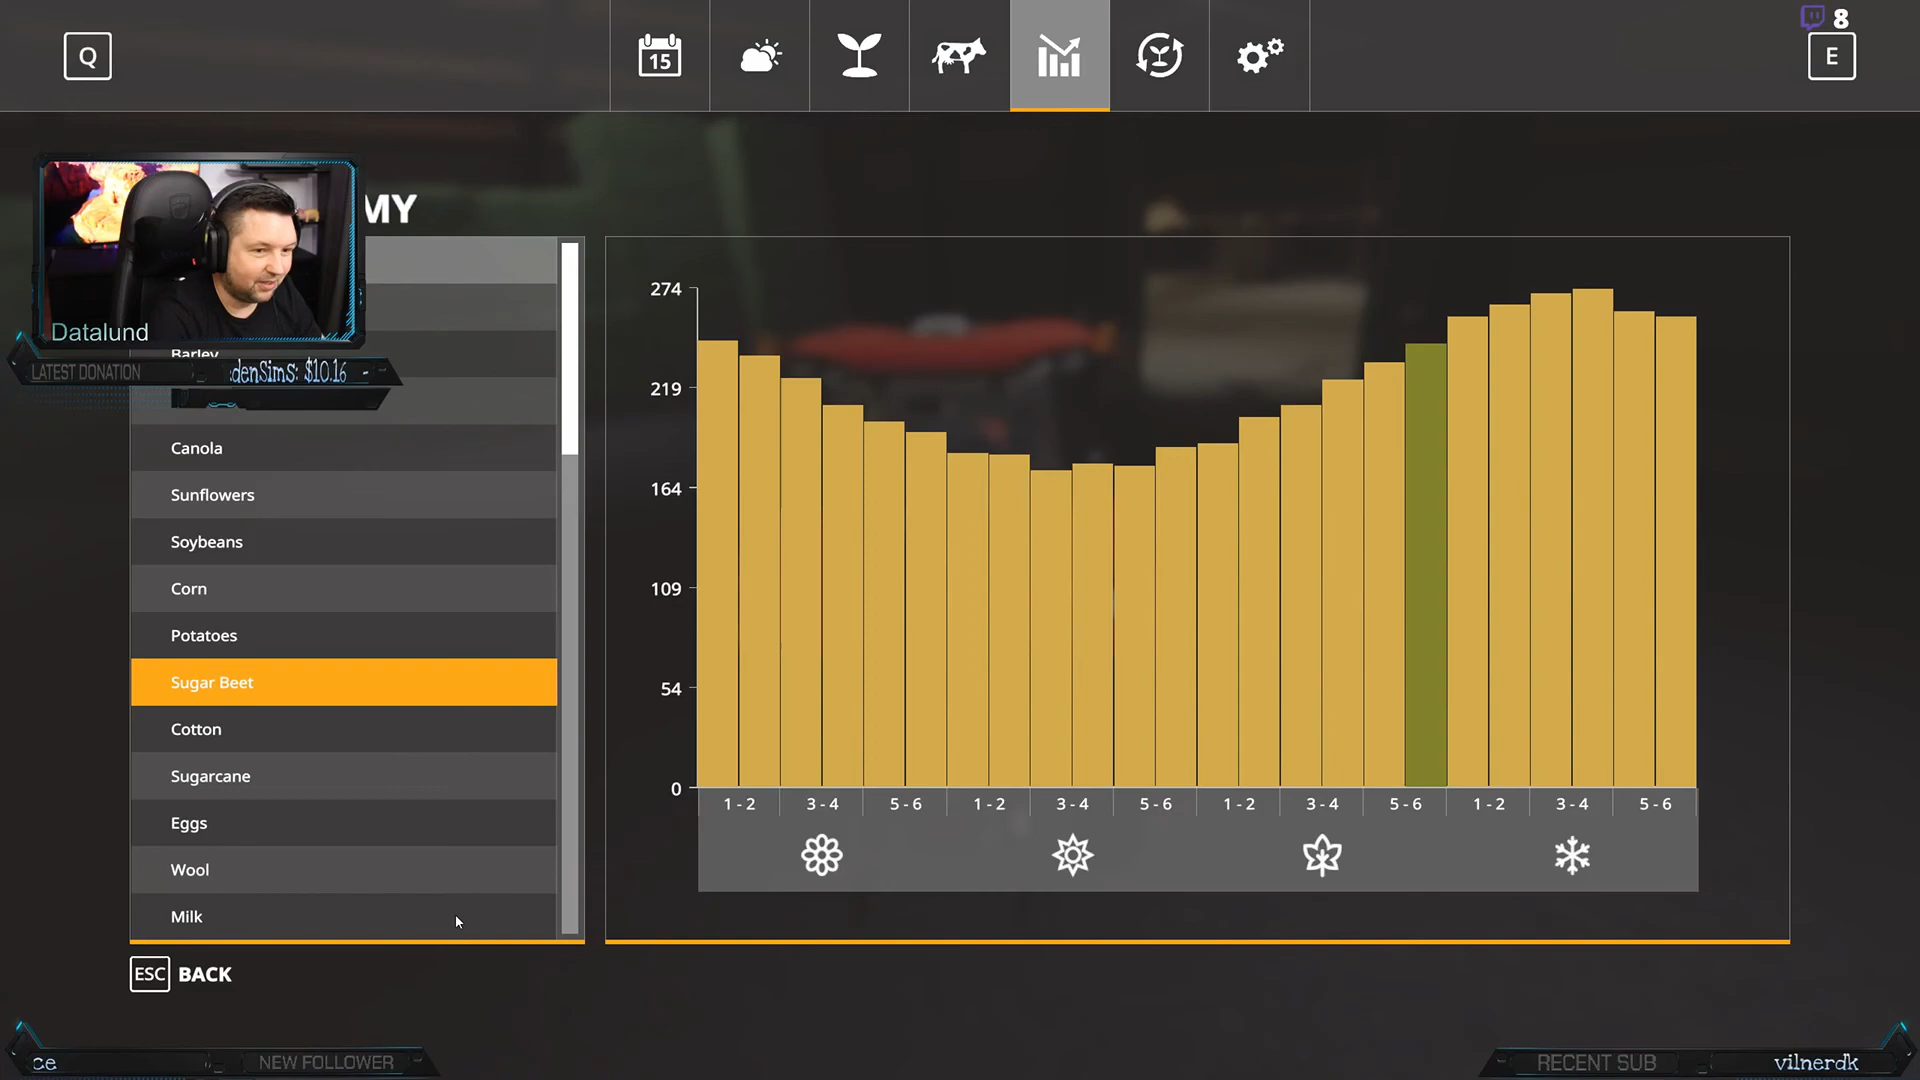 Q
15
8
E
MY
Datalund
Barley
LATEST DONATION
denSims: $10.16
Canola
Sunflowers
Soybeans
Corn
Potatoes
Sugar Beet
Cotton
Sugarcane
Eggs
Wool
Milk
274
219
164
109
54
0
1 - 2 3 - 4 5 - 6 1 - 2 3 - 4 5 - 6 1 - 2 3 - 4 5 - 6 1 - 2 3 - 4 5 - 6
ESC BACK
ce
NEW FOLLOWER
RECENT SUB
vilnerdk